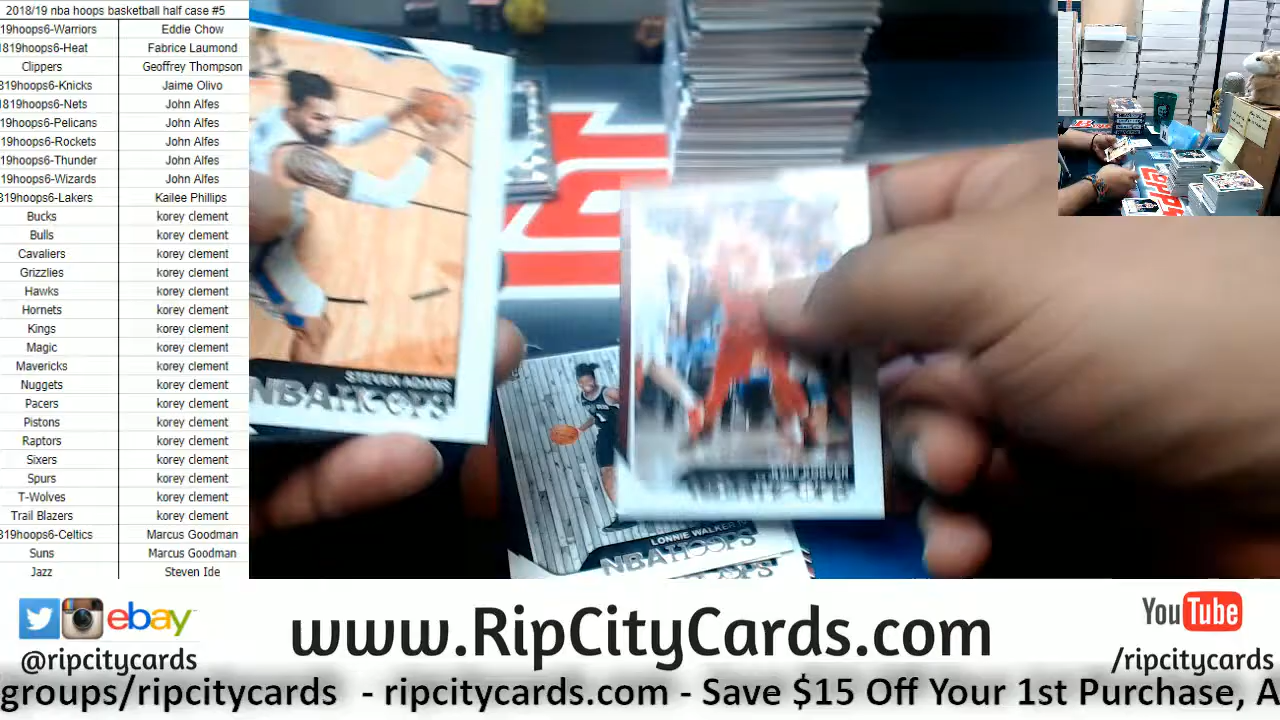 2018/19 nba hoops basketball half case #5
19hoops6-Warriors Eddie Chow
1819hoops6-Heat Fabrice Laumond
Clippers Geoffrey Thompson
819hoops6-Knicks Jaime Olivo
1819hoops6-Nets John Alfes
819hoops6-Pelicans John Alfes
819hoops6-Rockets John Alfes
819hoops6-Thunder John Alfes
819hoops6-Wizards John Alfes
819hoops6-Lakers Kailee Phillips
Bucks korey clement
Bulls korey clement
Cavaliers korey clement
Grizzlies korey clement
Hawks korey clement
Hornets korey clement
Kings korey clement
Magic korey clement
Mavericks korey clement
Nuggets korey clement
Pacers korey clement
Pistons korey clement
Raptors korey clement
Sixers korey clement
Spurs korey clement
T-Wolves korey clement
Trail Blazers korey clement
819hoops6-Celtics Marcus Goodman
Suns Marcus Goodman
Jazz Steven Ide
STEVEN ADAMS
NBA HOOPS
LONNIE WALKER
NBA HOOPS
ebay
@ripcitycards
www.RipCityCards.com
YouTube
/ripcitycards
groups/ripcitycards - ripcitycards.com - Save $15 Off Your 1st Purchase, A